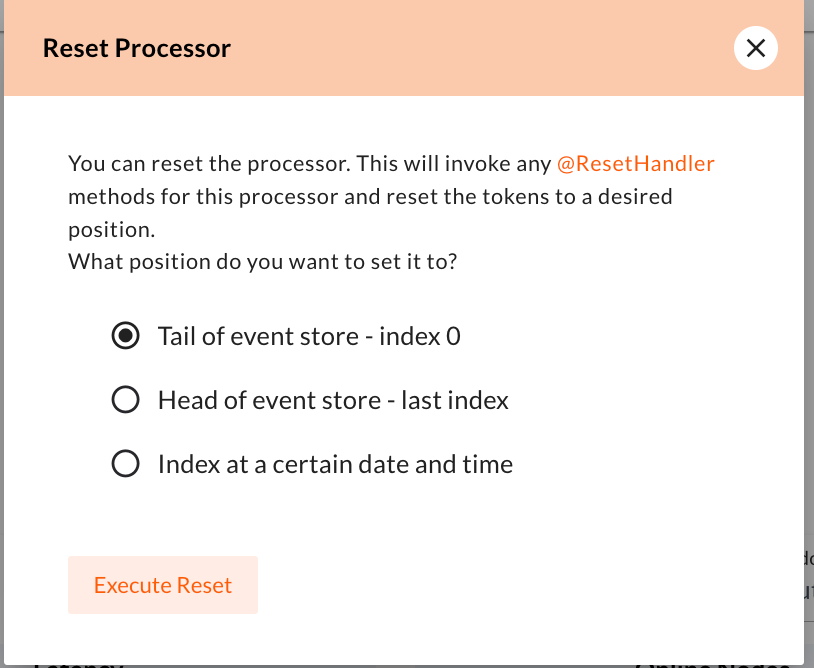 Reset Processor
You can reset the processor. This will invoke any @ResetHandler
methods for this processor and reset the tokens to a desired
position.
What position do you want to set it to?
Tail of event store - index 0
Head of event store - last index
Index at a certain date and time
Execute Reset